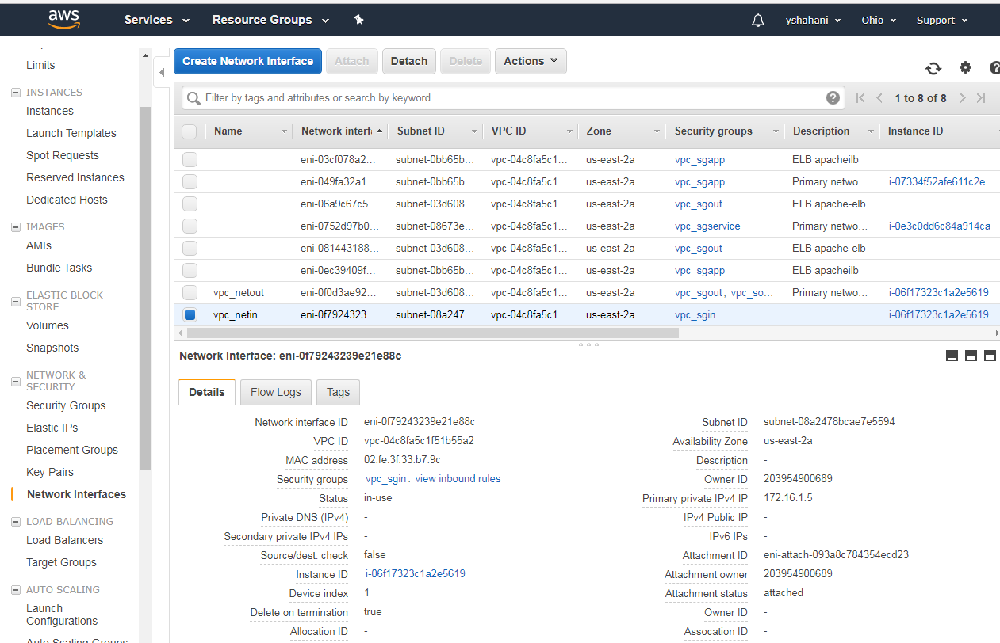 aws
Services
Resource Groups
yshahani
Ohio
Support
Limits
INSTANCES
Instances
Launch Templates
Spot Requests
Reserved Instances
Dedicated Hosts
IMAGES
AMIs
Bundle Tasks
ELASTIC BLOCK
STORE
Volumes
Snapshots
NETWORK &
SECURITY
Security Groups
Elastic IPs
Placement Groups
Key Pairs
Network Interfaces
LOAD BALANCING
Load Balancers
Target Groups
AUTO SCALING
Launch
Configurations
Auto Scaling Groups
Create Network Interface Attach Detach Delete Actions
Filter by tags and attributes or search by keyword
1 to 8 of 8
Name Network interf Subnet ID VPC ID Zone Security groups Description Instance ID
eni-03cf078a2... subnet-0bb65b... vpc-04c8fa5c1... us-east-2a vpc_sgapp ELB apacheilb
eni-049fa32a1... subnet-0bb65b... vpc-04c8fa5c1... us-east-2a vpc_sgapp Primary netwo... i-07334f52afe611c2e
eni-06a9c67c5... subnet-03d608... vpc-04c8fa5c1... us-east-2a vpc_sgout ELB apache-elb
eni-0752d97b0... subnet-08673e... vpc-04c8fa5c1... us-east-2a vpc_sgservice Primary netwo... i-0e3c0dd6c84a914ca
eni-081443188... subnet-03d608... vpc-04c8fa5c1... us-east-2a vpc_sgout ELB apache-elb
eni-0ec39409f... subnet-0bb65b... vpc-04c8fa5c1... us-east-2a vpc_sgapp ELB apacheilb
vpc_netout eni-0f0d3ae92... subnet-03d608... vpc-04c8fa5c1... us-east-2a vpc_sgout, vpc_so... Primary netwo... i-06f17323c1a2e5619
vpc_netin eni-0f7924323... subnet-08a247... vpc-04c8fa5c1... us-east-2a vpc_sgin i-06f17323c1a2e5619
Network Interface: eni-0f79243239e21e88c
Details Flow Logs Tags
Network interface ID eni-0f79243239e21e88c Subnet ID subnet-08a2478bcae7e5594
VPC ID vpc-04c8fa5c1f51b55a2 Availability Zone us-east-2a
MAC address 02:fe:3f:33:b7:9c Description -
Security groups vpc_sgin. view inbound rules Owner ID 203954900689
Status in-use Primary private IPv4 IP 172.16.1.5
Private DNS (IPv4) - IPv4 Public IP -
Secondary private IPv4 IPs - IPv6 IPs -
Source/dest. check false Attachment ID eni-attach-093a8c784354ecd23
Instance ID i-06f17323c1a2e5619 Attachment owner 203954900689
Device index 1 Attachment status attached
Delete on termination true Owner ID -
Allocation ID - Assocation ID -